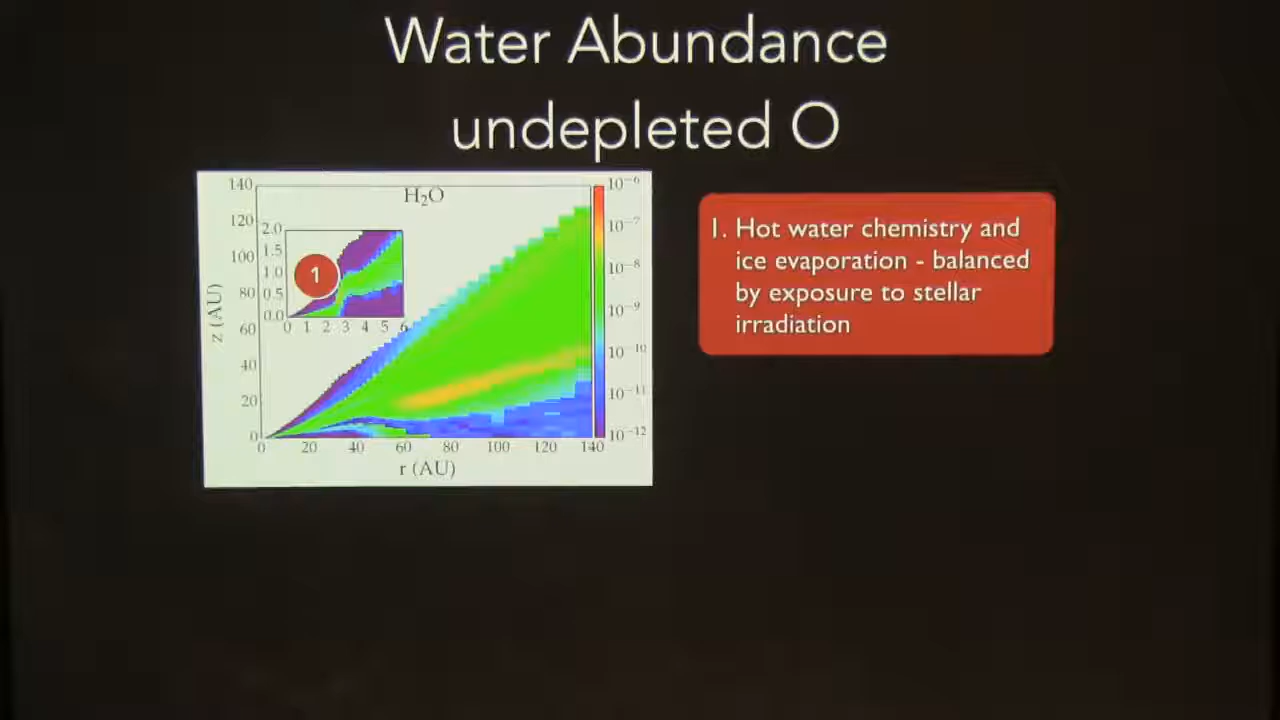 Water Abundance
undepleted O
H₂O
140
120
100
80
60
40
20
0
z (AU)
0 20 40 60 80 100 120 140
r (AU)
2.0
1.5
1.0
0.5
0.0
0 1 2 3 4 5 6
1
10⁻⁶
10⁻⁷
10⁻⁸
10⁻⁹
10⁻¹⁰
10⁻¹¹
10⁻¹²
1. Hot water chemistry and
ice evaporation - balanced
by exposure to stellar
irradiation